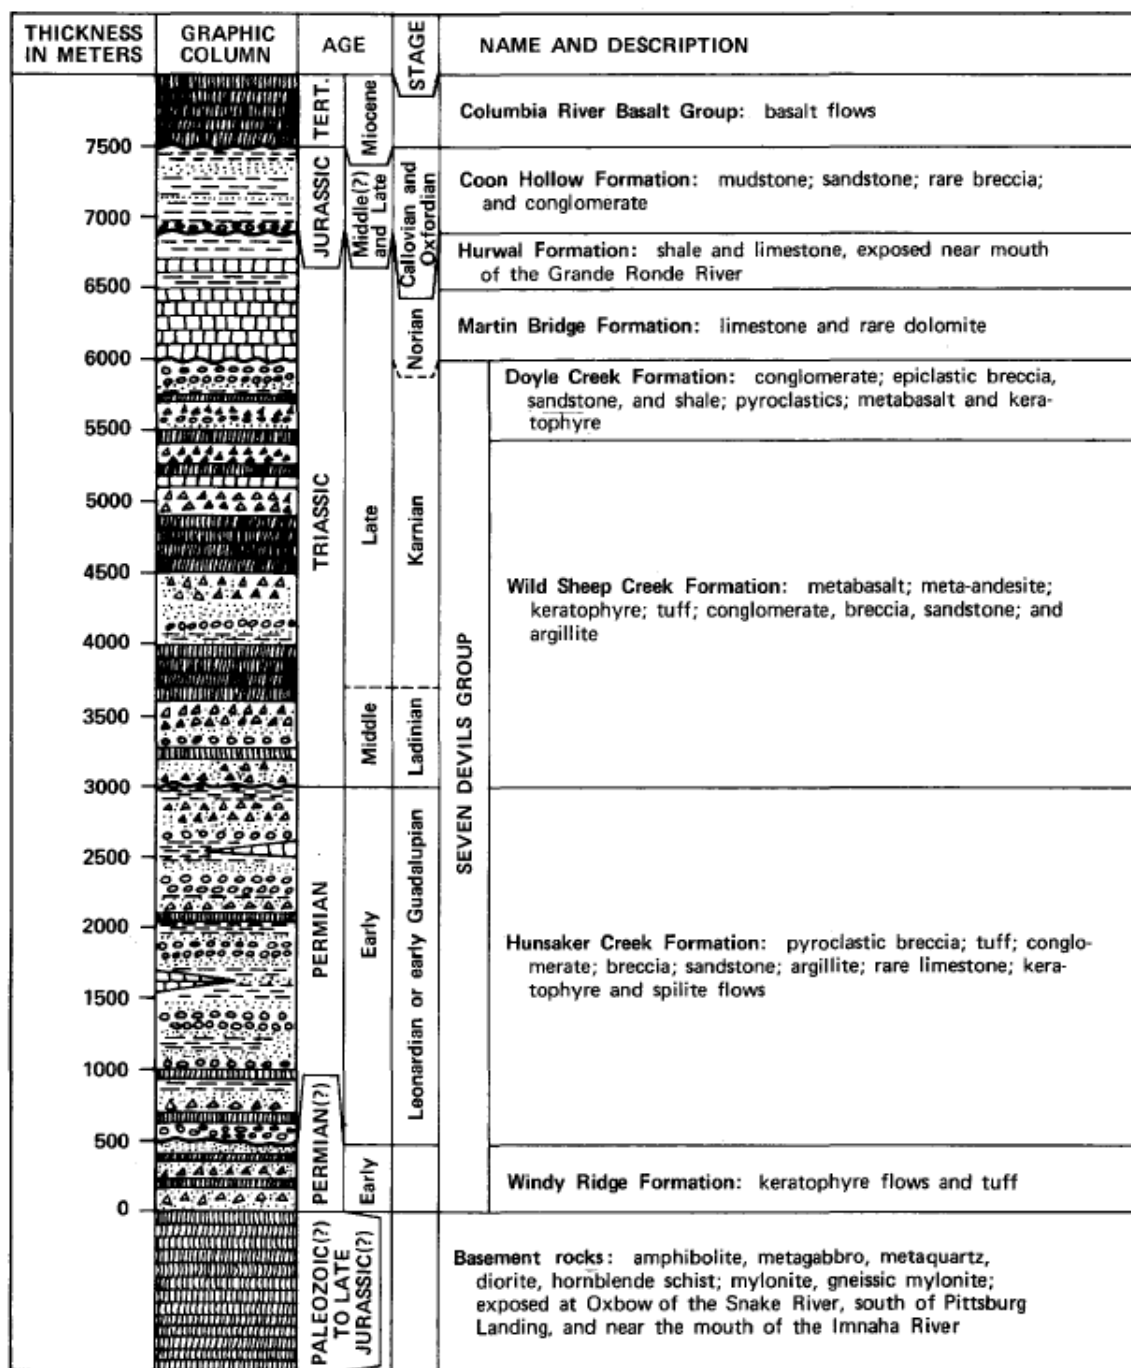 THICKNESS
IN METERS
GRAPHIC
COLUMN
AGE
STAGE
NAME AND DESCRIPTION
7500
7000
6500
6000
5500
5000
4500
4000
3500
3000
2500
2000
1500
1000
500
0
TERT.
JURASSIC
TRIASSIC
PERMIAN
PERMIAN(?)
PALEOZOIC(?)
TO LATE
JURASSIC(?)
Miocene
Middle(?)
and Late
Late
Middle
Early
Early
Callovian and
Oxfordian
Norian
Karnian
Ladinian
Leonardian or early Guadalupian
SEVEN DEVILS GROUP
Columbia River Basalt Group: basalt flows
Coon Hollow Formation: mudstone; sandstone; rare breccia;
and conglomerate
Hurwal Formation: shale and limestone, exposed near mouth
of the Grande Ronde River
Martin Bridge Formation: limestone and rare dolomite
Doyle Creek Formation: conglomerate; epiclastic breccia,
sandstone, and shale; pyroclastics; metabasalt and kera-
tophyre
Wild Sheep Creek Formation: metabasalt; meta-andesite;
keratophyre; tuff; conglomerate, breccia, sandstone; and
argillite
Hunsaker Creek Formation: pyroclastic breccia; tuff; conglo-
merate; breccia; sandstone; argillite; rare limestone; kera-
tophyre and spilite flows
Windy Ridge Formation: keratophyre flows and tuff
Basement rocks: amphibolite, metagabbro, metaquartz,
diorite, hornblende schist; mylonite, gneissic mylonite;
exposed at Oxbow of the Snake River, south of Pittsburg
Landing, and near the mouth of the Imnaha River